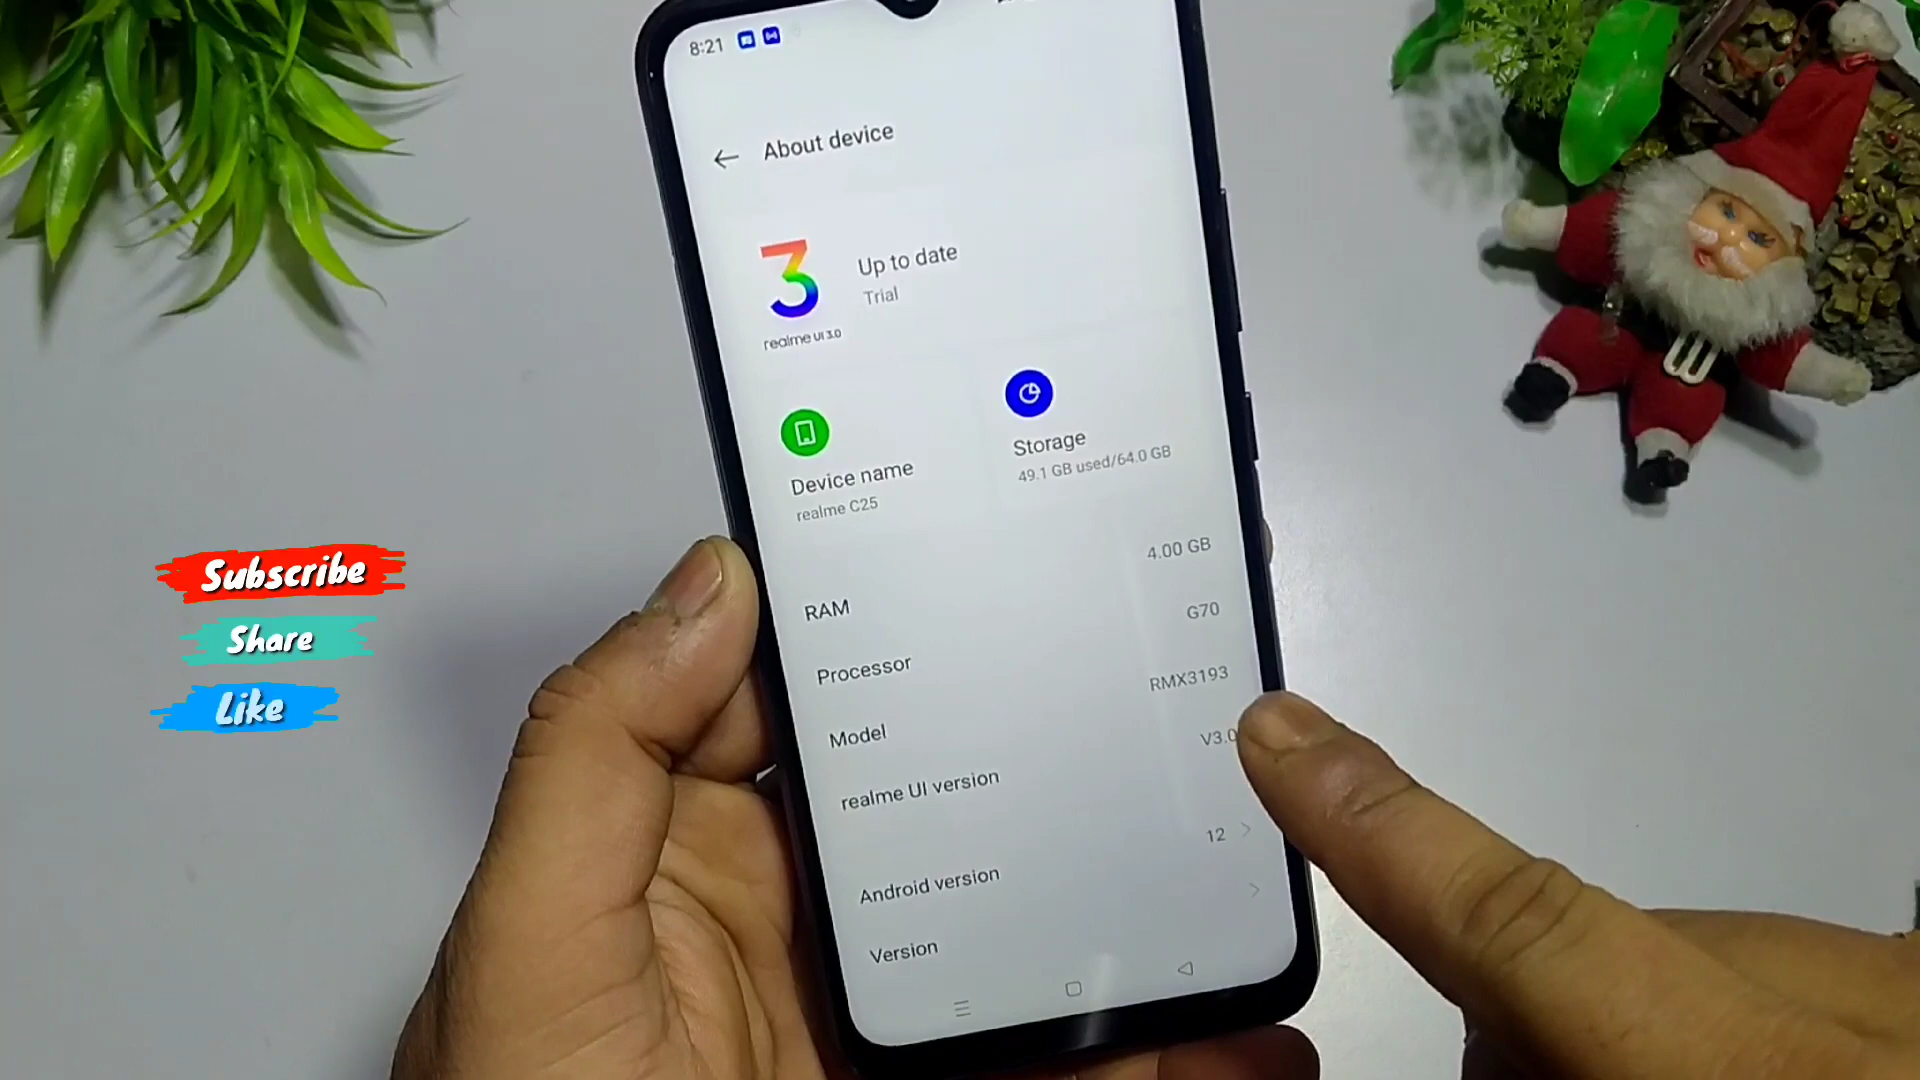 8:21
About device
3
realme UI 3.0
Up to date
Trial
Device name
realme C25
Storage
49.1 GB used/64.0 GB
RAM
4.00 GB
Processor
G70
Model
RMX3193
realme UI version
V3.0
Android version
12
Version
Subscribe
Share
Like